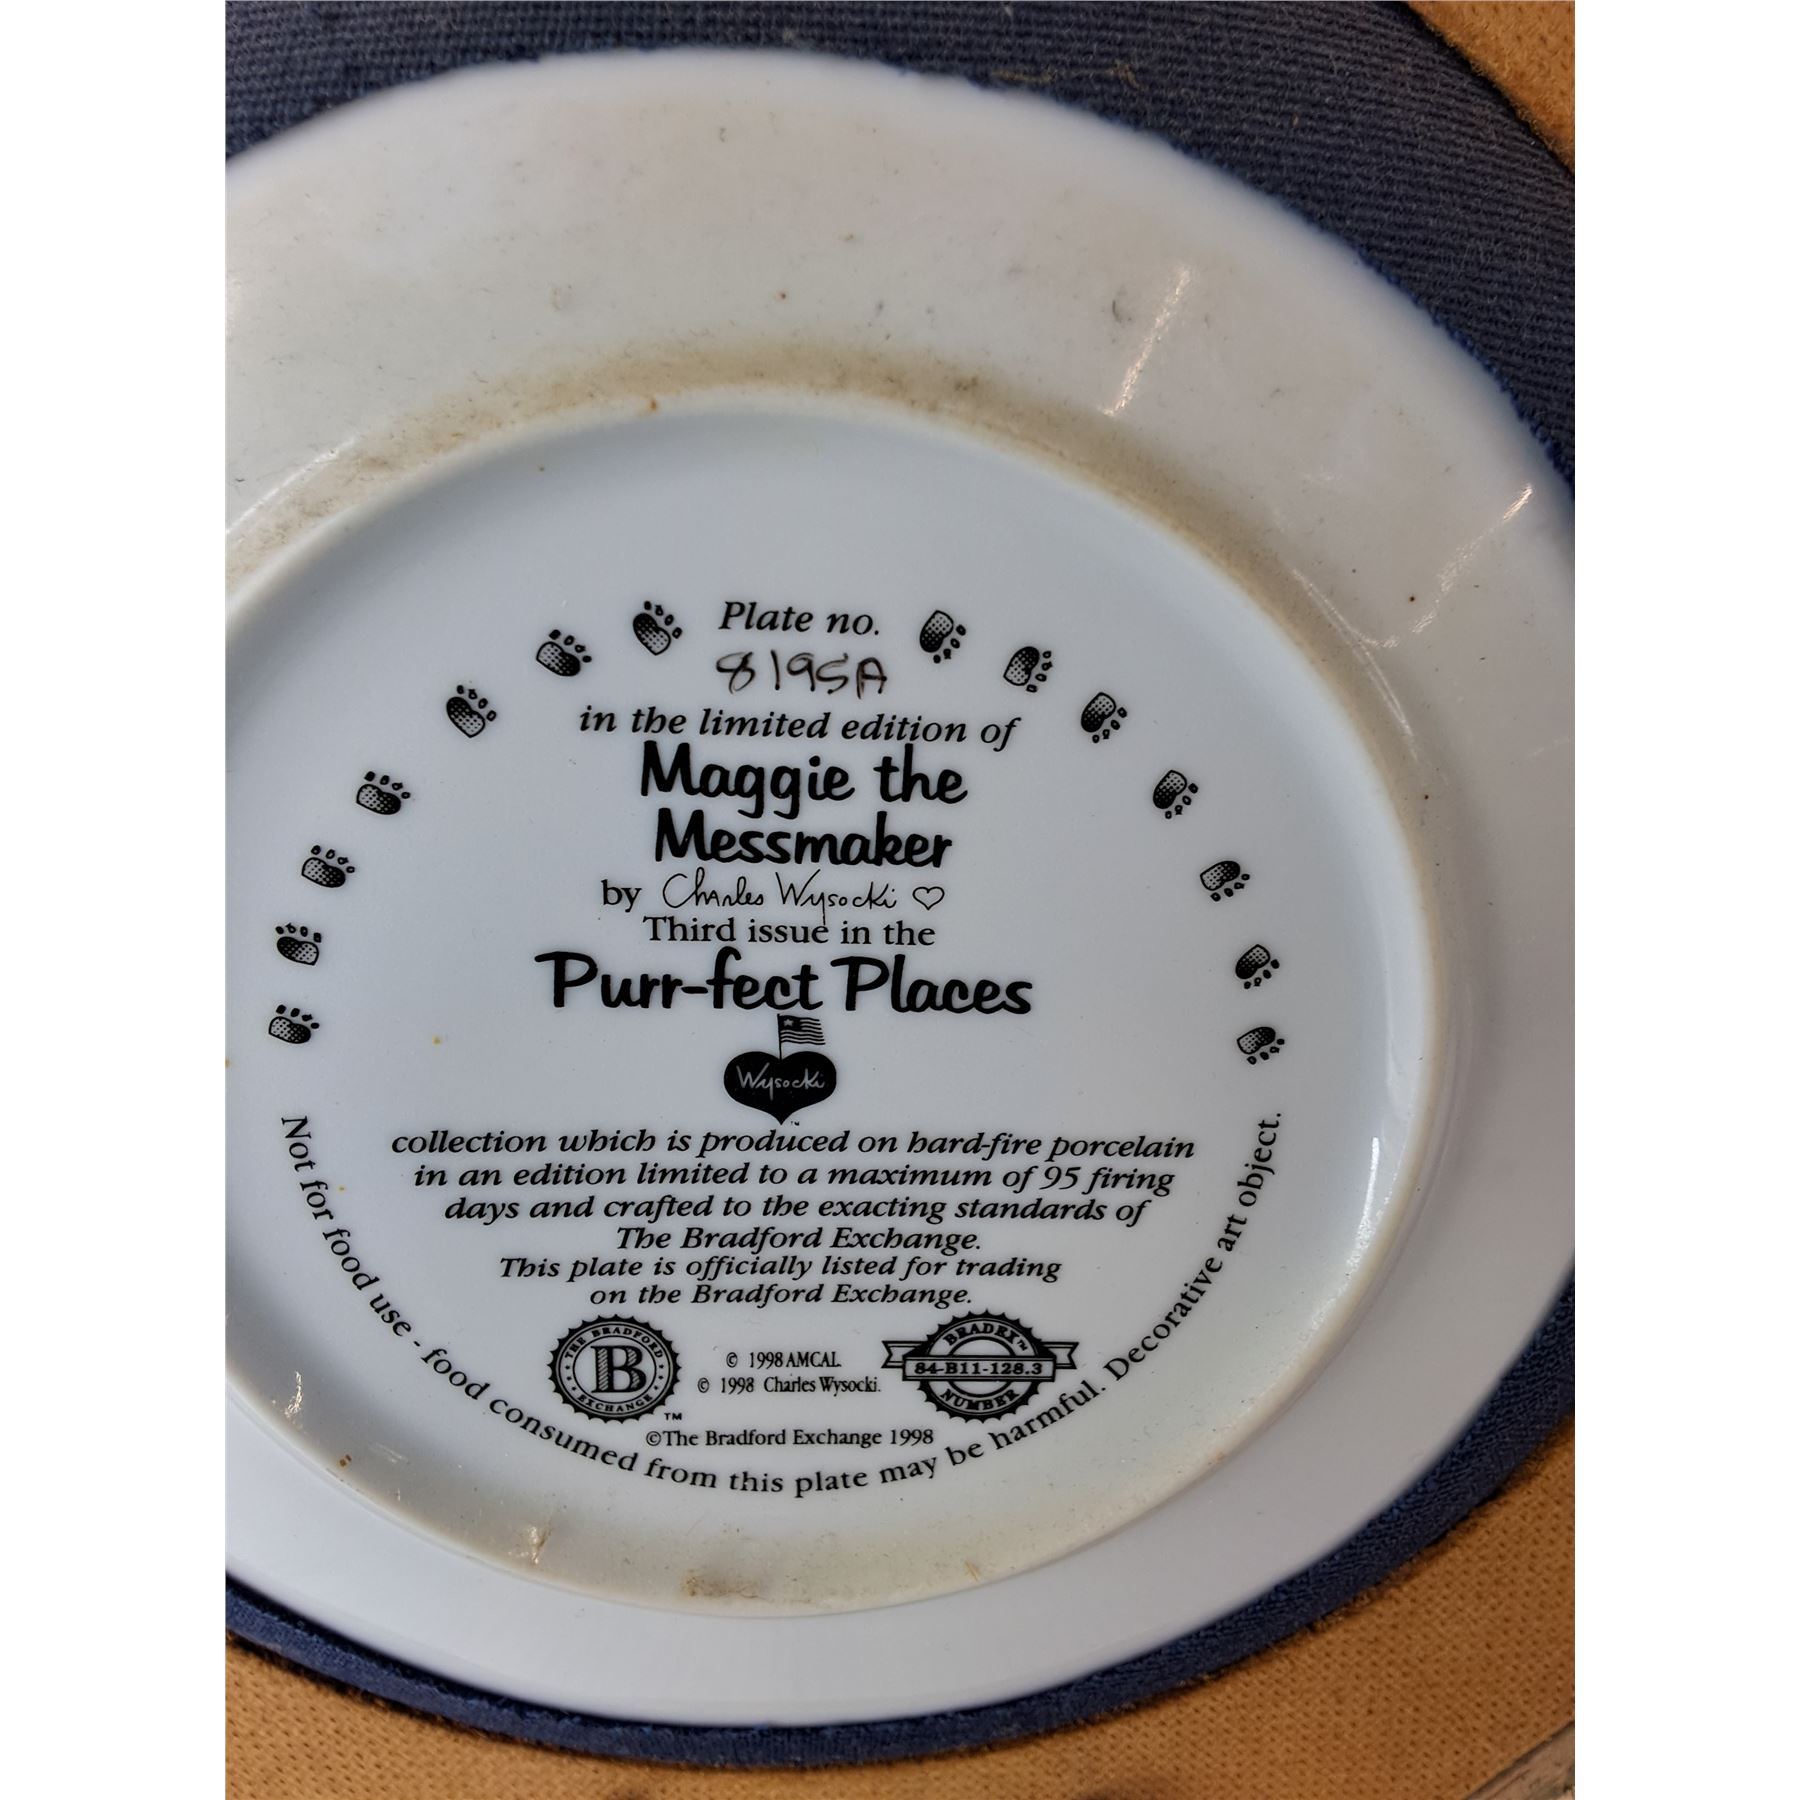 Plate no.
8195A
in the limited edition of
Maggie the
Messmaker
by Charles Wysocki
Third issue in the
Purr-fect Places
Wysocki
™
collection which is produced on hard-fire porcelain
in an edition limited to a maximum of 95 firing
days and crafted to the exacting standards of
The Bradford Exchange.
This plate is officially listed for trading
on the Bradford Exchange.
THE BRADFORD
B
EXCHANGE
™
© 1998 AMCAL.
© 1998 Charles Wysocki.
BRADEX™
84-B11-128.3
NUMBER
©The Bradford Exchange 1998
Not for food use - food consumed from this plate may be harmful. Decorative art object.